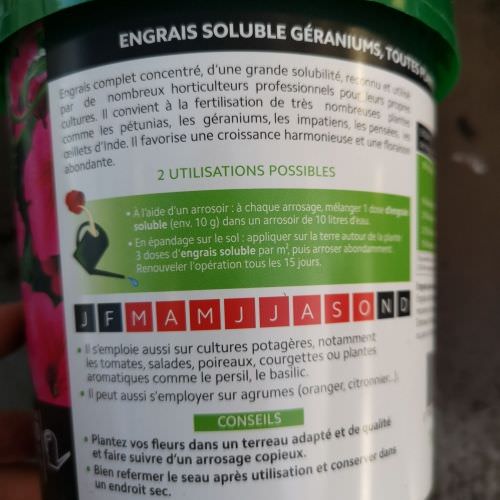 ENGRAIS SOLUBLE GÉRANIUMS, TOUTES
Engrais complet concentré, d'une grande solubilité, reconnu et utilisé
par de nombreux horticulteurs professionnels pour leurs propres
cultures. Il convient à la fertilisation de très nombreuses plantes
comme les pétunias, les géraniums, les impatiens, les pensées, les
œillets d'Inde. Il favorise une croissance harmonieuse et une floraison
abondante.
2 UTILISATIONS POSSIBLES
• À l'aide d'un arrosoir : à chaque arrosage, mélanger 1 dose d'engrais
soluble (env. 10 g) dans un arrosoir de 10 litres d'eau.
• En épandage sur le sol : appliquer sur la terre autour de la plante
3 doses d'engrais soluble par m², puis arroser abondamment.
Renouveler l'opération tous les 15 jours.
J F M A M J J A S O N D
• Il s'emploie aussi sur cultures potagères, notamment
les tomates, salades, poireaux, courgettes ou plantes
aromatiques comme le persil, le basilic.
• Il peut aussi s'employer sur agrumes (oranger, citronnier...).
CONSEILS
• Plantez vos fleurs dans un terreau adapté et de qualité
et faire suivre d'un arrosage copieux.
• Bien refermer le seau après utilisation et conserver dans
un endroit sec.